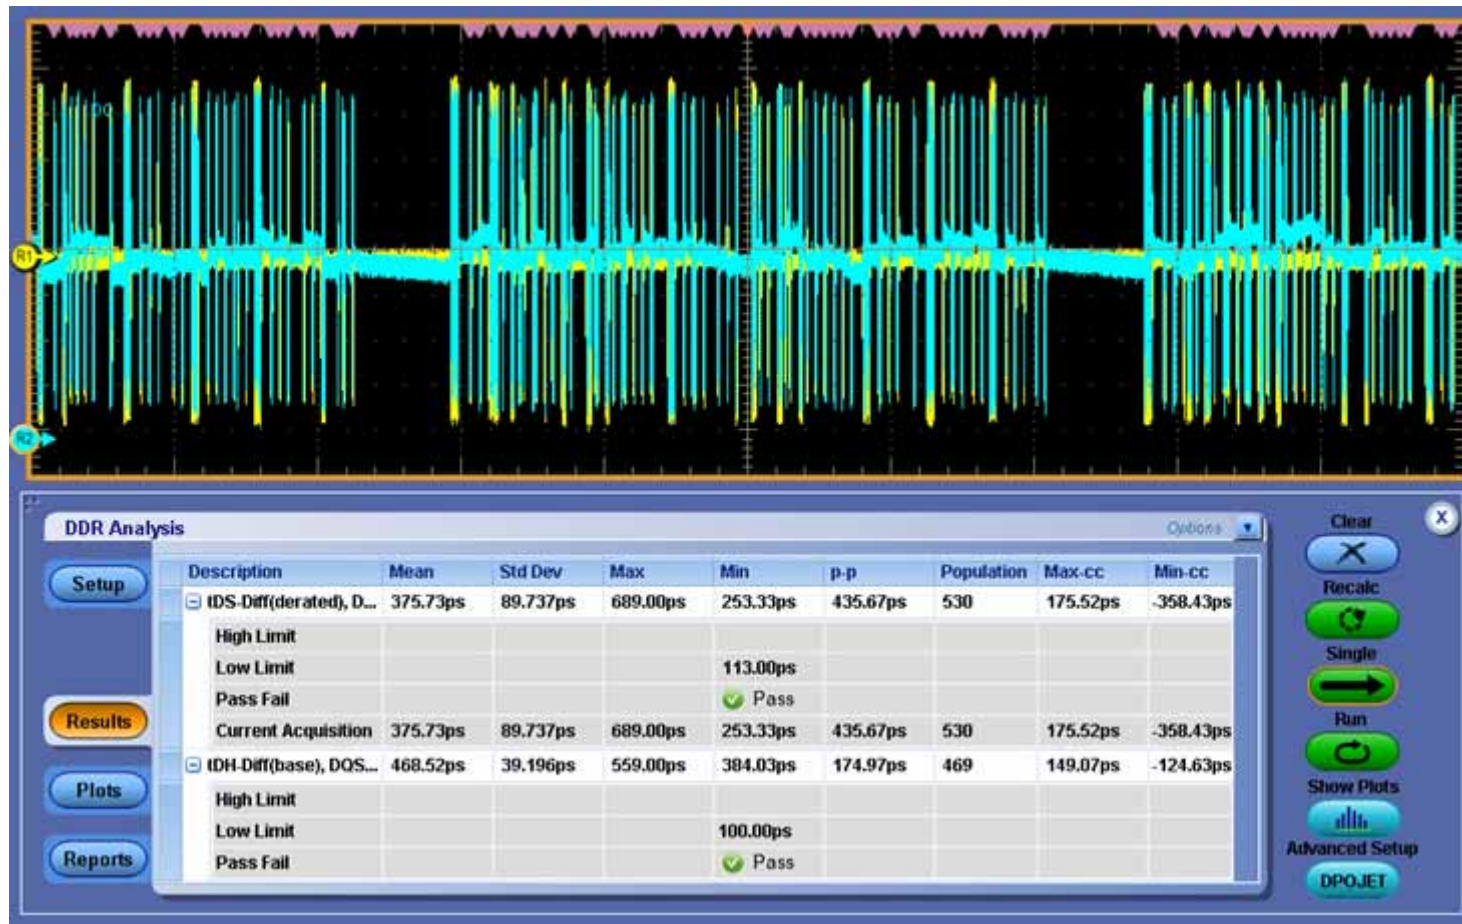 R1
R2
DDR Analysis
Options
Clear
X
Setup
Description Mean Std Dev Max Min p-p Population Max-cc Min-cc
Recalc
tDS-Diff(derated), D... 375.73ps 89.737ps 689.00ps 253.33ps 435.67ps 530 175.52ps -358.43ps
High Limit
Single
Low Limit 113.00ps
Pass Fail Pass
Results
Run
Current Acquisition 375.73ps 89.737ps 689.00ps 253.33ps 435.67ps 530 175.52ps -358.43ps
tDH-Diff(base), DQS... 468.52ps 39.196ps 559.00ps 384.03ps 174.97ps 469 149.07ps -124.63ps
Plots
Show Plots
High Limit
Low Limit 100.00ps
Advanced Setup
Reports
Pass Fail Pass
DPOJET